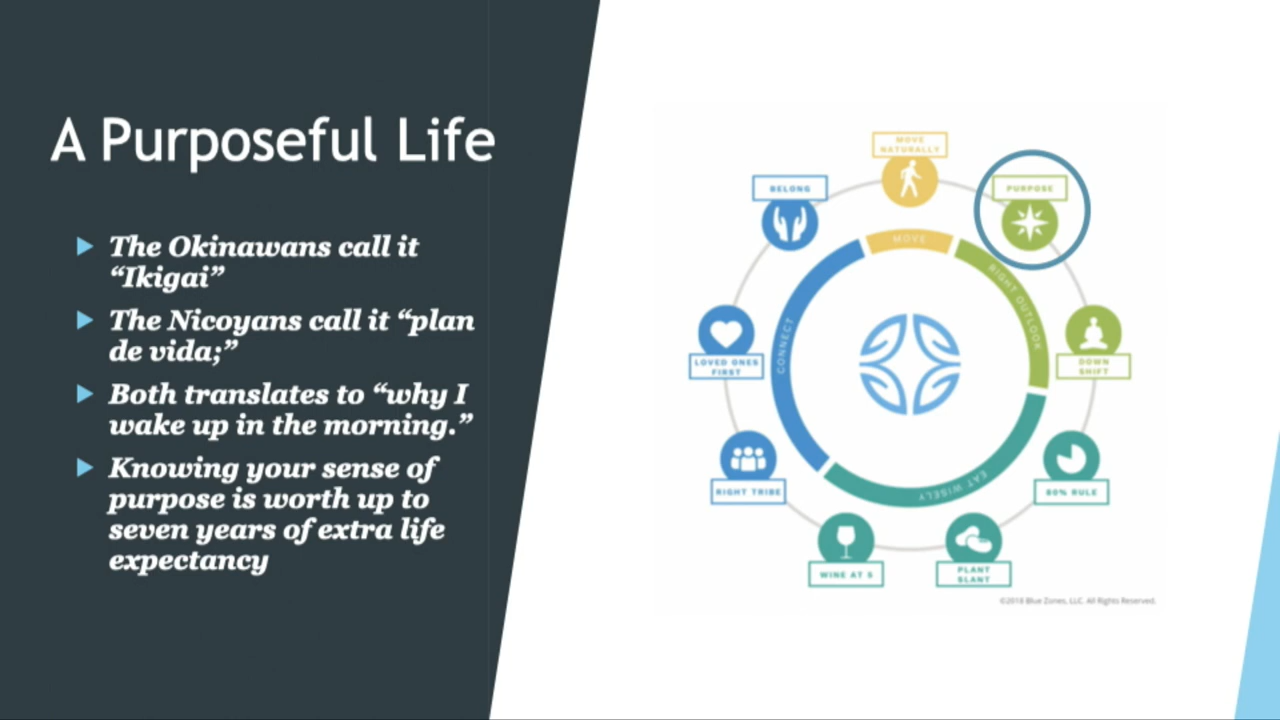 A Purposeful Life
The Okinawans call it
“Ikigai”
The Nicoyans call it “plan
de vida;”
Both translates to “why I
wake up in the morning.”
Knowing your sense of
purpose is worth up to
seven years of extra life
expectancy
MOVE
NATURALLY
PURPOSE
BELONG
MOVE
RIGHT OUTLOOK
CONNECT
LOVED ONES
FIRST
DOWN
SHIFT
RIGHT TRIBE
80% RULE
EAT WISELY
WINE AT 5
PLANT
SLANT
©2018 Blue Zones, LLC. All Rights Reserved.